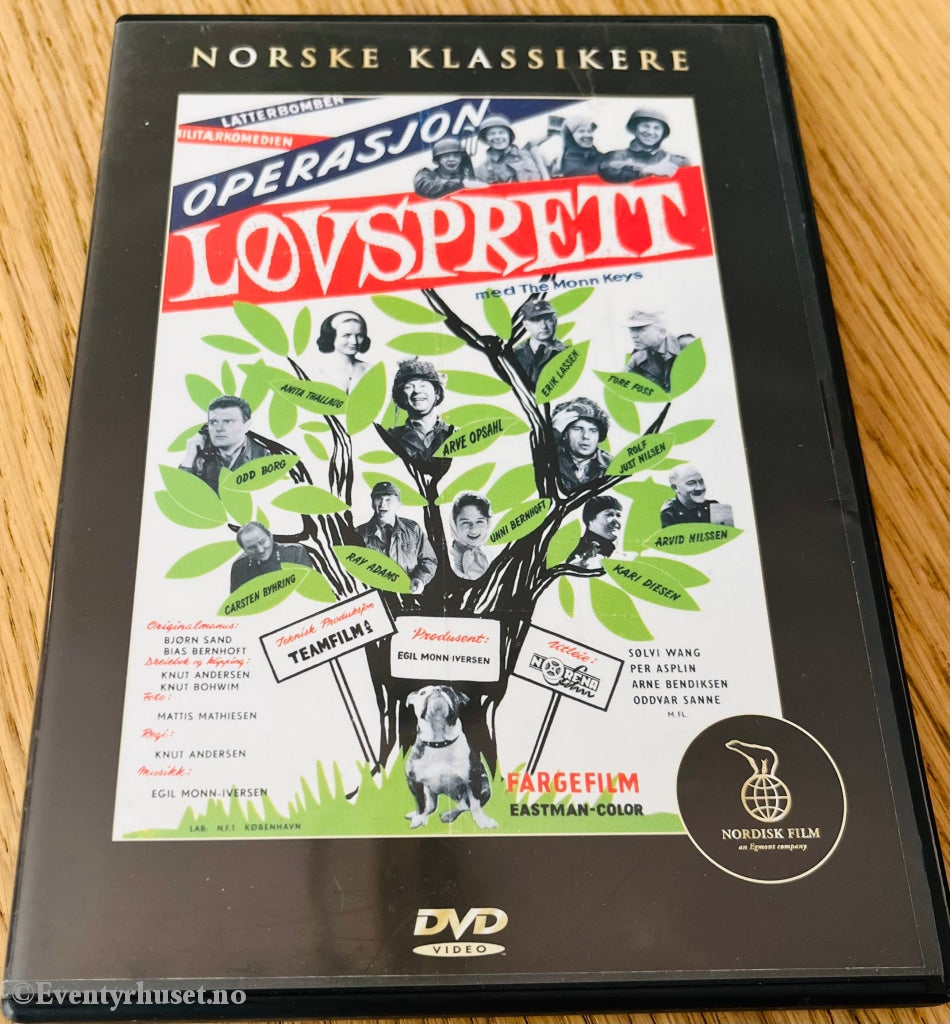 NORSKE KLASSIKERE
LATTERBOMBEN
MILITÆRKOMEDIEN
OPERASJON
LØVSPRETT
med The Monn Keys
ANITA THALLAUG
ERIK LASSEN
TORE FOSS
ARVE OPSAHL
ODD BORG
ROLF
JUST NILSEN
UNNI BERNHOFT
ARVID NILSSEN
RAY ADAMS
KARI DIESEN
CARSTEN BYHRING
Originalmanus:
BJØRN SAND
BIAS BERNHOFT
Dreiebok og klipping:
KNUT ANDERSEN
KNUT BOHWIM
Foto:
MATTIS MATHIESEN
Regi:
KNUT ANDERSEN
Musikk:
EGIL MONN-IVERSEN
LAB: N.F.T. KØBENHAVN
Teknisk Produksjon
TEAMFILM A/S
Produsent:
EGIL MONN-IVERSEN
Utleie:
NORENA
film
SØLVI WANG
PER ASPLIN
ARNE BENDIKSEN
ODDVAR SANNE
M. FL.
FARGEFILM
EASTMAN-COLOR
NORDISK FILM
an Egmont company
DVD
VIDEO
©Eventyrhuset.no